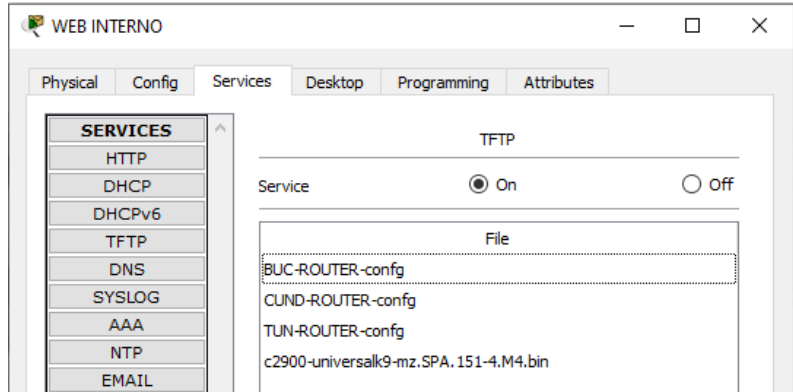 WEB INTERNO
Physical Config Services Desktop Programming Attributes
SERVICES
HTTP
DHCP
DHCPv6
TFTP
DNS
SYSLOG
AAA
NTP
EMAIL
TFTP
Service On Off
File
BUC-ROUTER-confg
CUND-ROUTER-confg
TUN-ROUTER-confg
c2900-universalk9-mz.SPA.151-4.M4.bin